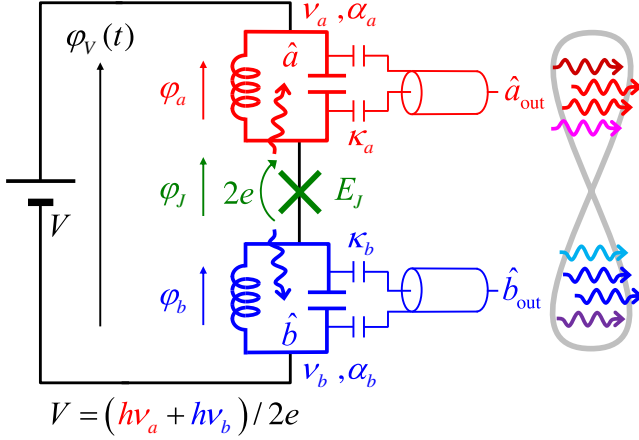 ν_a , α_a
φ_V(t)
â
φ_a
â_out
κ_a
φ_J
2e
E_J
V
κ_b
φ_b
b̂_out
b̂
ν_b , α_b
V = (hν_a + hν_b) / 2e